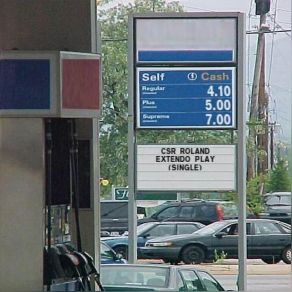 Self Cash
Regular 4.10
Plus 5.00
Supreme 7.00
CSR ROLAND
EXTENDO PLAY
(SINGLE)